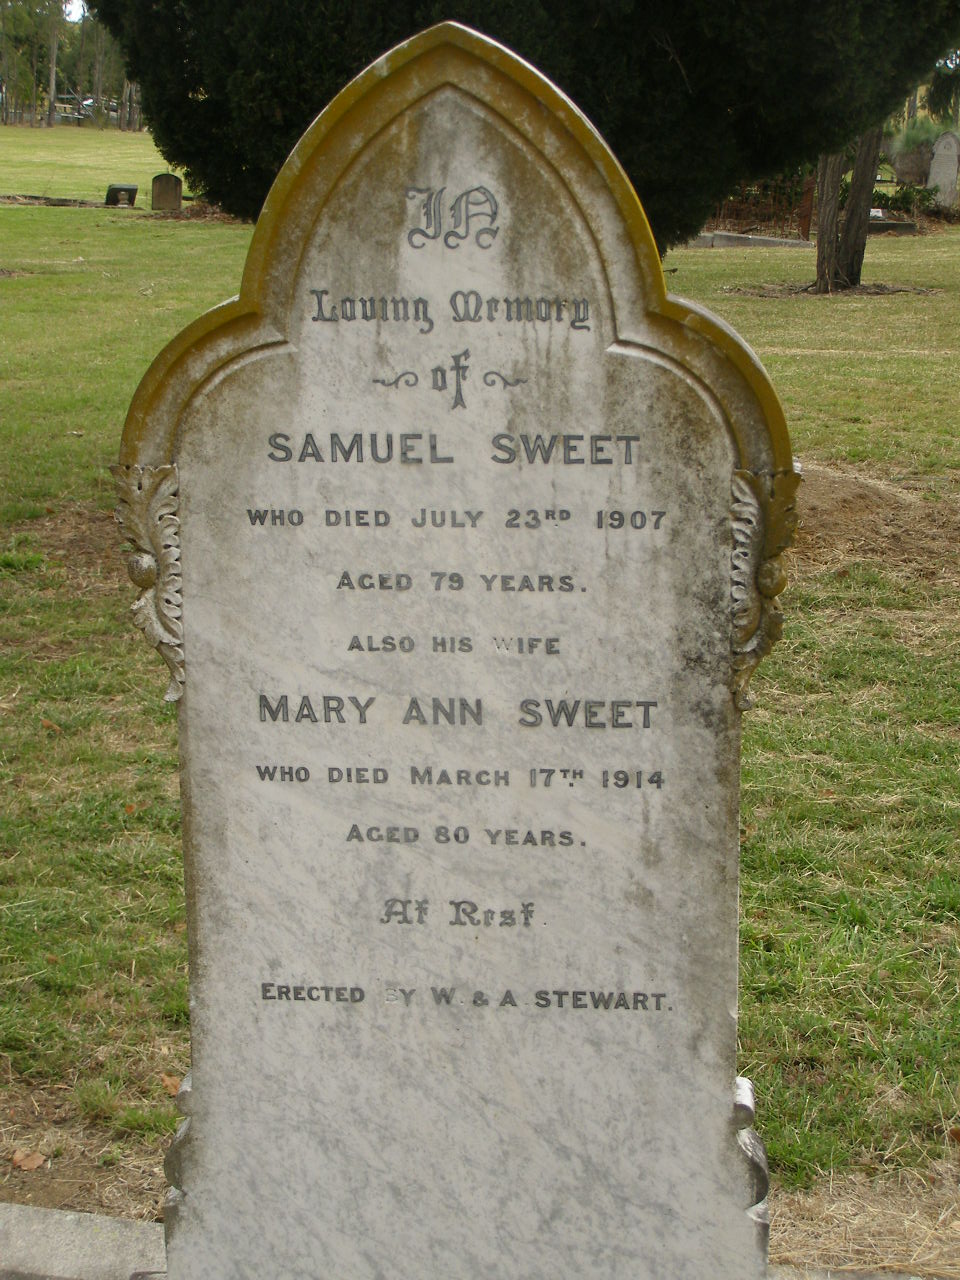 IN
Loving Memory
of
SAMUEL SWEET
WHO DIED JULY 23RD 1907
AGED 79 YEARS.
ALSO HIS WIFE
MARY ANN SWEET
WHO DIED MARCH 17TH 1914
AGED 80 YEARS.
At Rest
ERECTED BY W. & A STEWART.